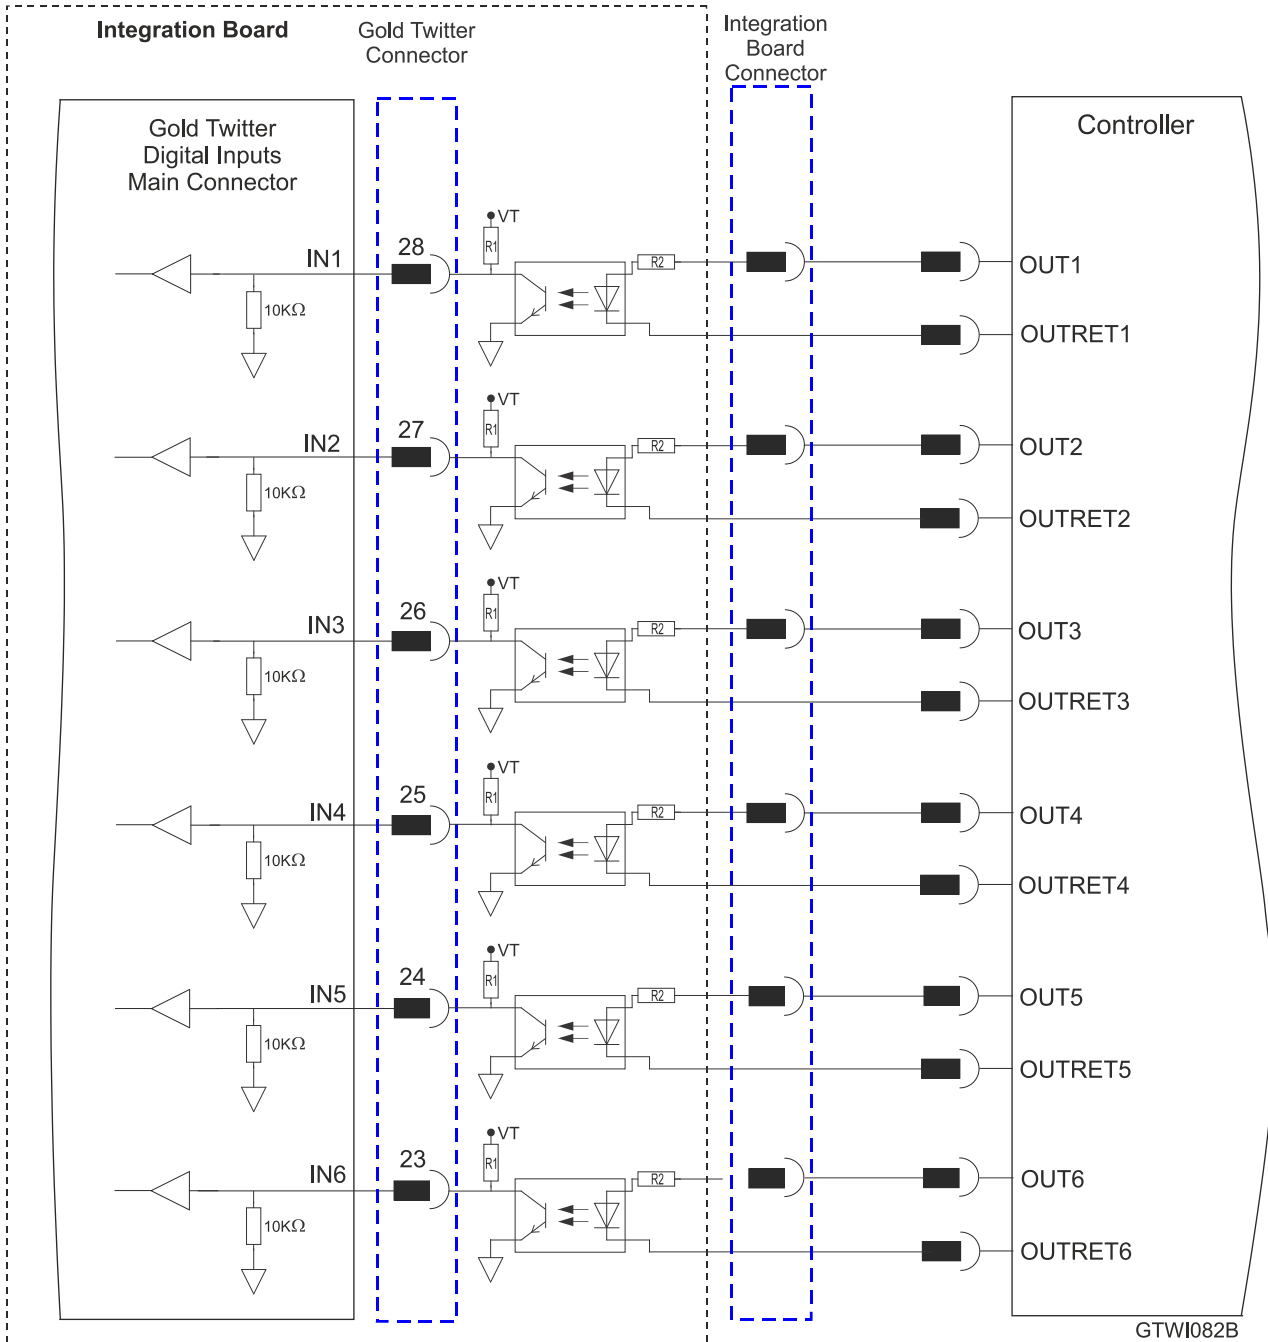 Integration Board
Gold Twitter
Connector
Integration
Board
Connector
Gold Twitter
Digital Inputs
Main Connector
Controller
VT
R1
IN1
28
R2
OUT1
10KΩ
OUTRET1
VT
R1
IN2
27
R2
OUT2
10KΩ
OUTRET2
VT
R1
IN3
26
R2
OUT3
10KΩ
OUTRET3
VT
R1
IN4
25
R2
OUT4
10KΩ
OUTRET4
VT
R1
IN5
24
R2
OUT5
10KΩ
OUTRET5
VT
R1
IN6
23
R2
OUT6
10KΩ
OUTRET6
GTWI082B